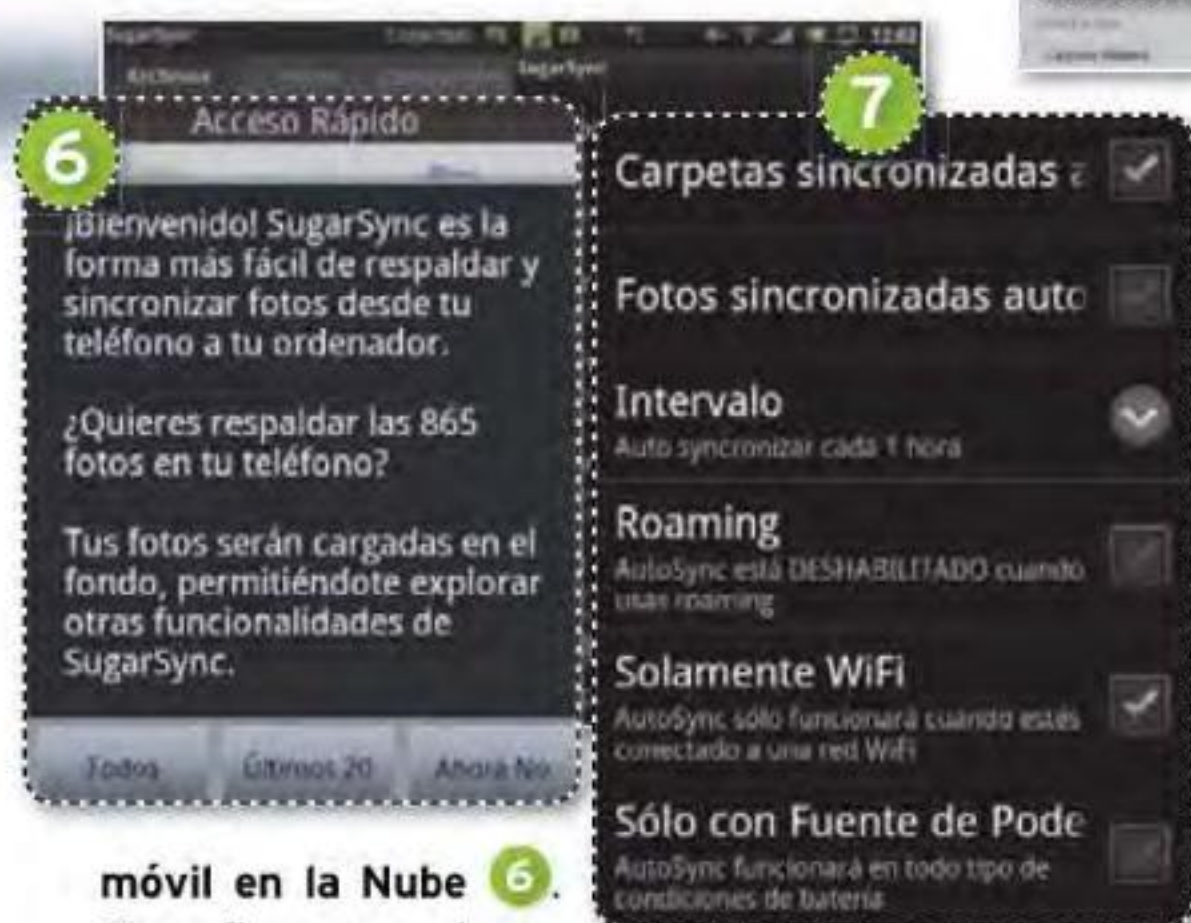 SugarSync
12:02
Archivos
SugarSync
6
Acceso Rápido
¡Bienvenido! SugarSync es la
forma más fácil de respaldar y
sincronizar fotos desde tu
teléfono a tu ordenador.
¿Quieres respaldar las 865
fotos en tu teléfono?
Tus fotos serán cargadas en el
fondo, permitiéndote explorar
otras funcionalidades de
SugarSync.
Todos
Últimos 20
Ahora No
7
Carpetas sincronizadas a
Fotos sincronizadas auto
Intervalo
Auto syncronizar cada 1 hora
Roaming
AutoSync está DESHABILITADO cuando
usas roaming
Solamente WiFi
AutoSync sólo funcionará cuando estés
conectado a una red WiFi
Sólo con Fuente de Pode
AutoSync funcionará en todo tipo de
condiciones de batería
móvil en la Nube 6.